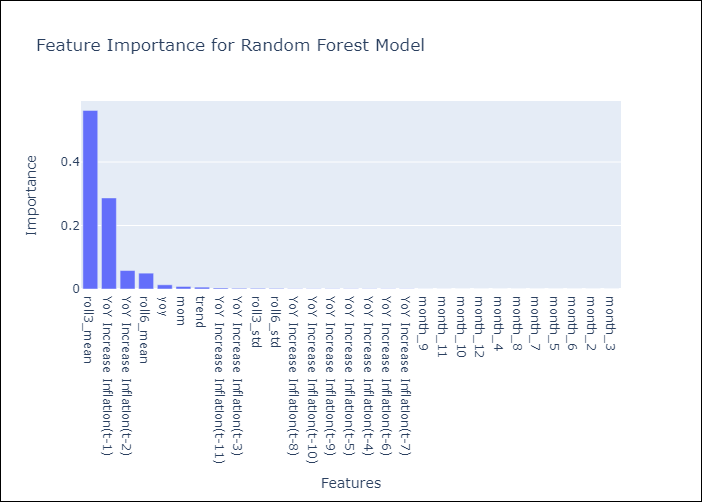 Feature Importance for Random Forest Model
Importance
0.4
0.2
0
roll3_mean
YoY Increase Inflation(t-1)
YoY Increase Inflation(t-2)
roll6_mean
yoy
mom
trend
YoY Increase Inflation(t-11)
YoY Increase Inflation(t-3)
roll3_std
roll6_std
YoY Increase Inflation(t-8)
YoY Increase Inflation(t-10)
YoY Increase Inflation(t-9)
YoY Increase Inflation(t-5)
YoY Increase Inflation(t-4)
YoY Increase Inflation(t-6)
YoY Increase Inflation(t-7)
month_9
month_11
month_10
month_12
month_4
month_8
month_7
month_5
month_6
month_2
month_3
Features